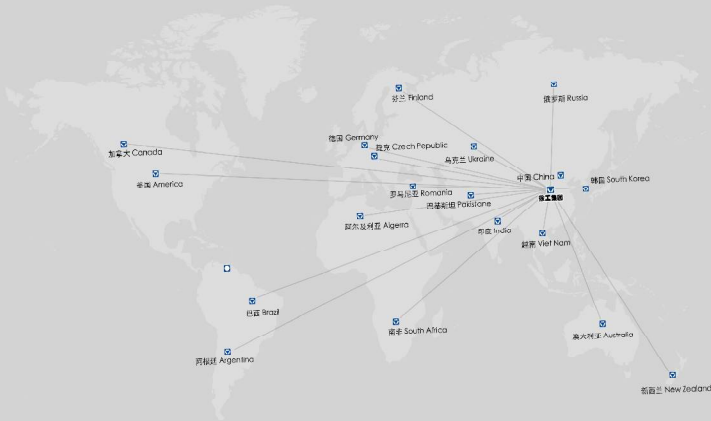 芬兰 Finland
俄罗斯 Russia
德国 Germany
捷克 Czech Pepublic
加拿大 Canada
乌克兰 Ukraine
中国 China
韩国 South Korea
美国 America
罗马尼亚 Romania
巴基斯坦 Pakistane
徐工集团
阿尔及利亚 Algerra
印度 India
越南 Viet Nam
巴西 Brazil
南非 South Africa
澳大利亚 Australia
阿根廷 Argentina
新西兰 New Zealand